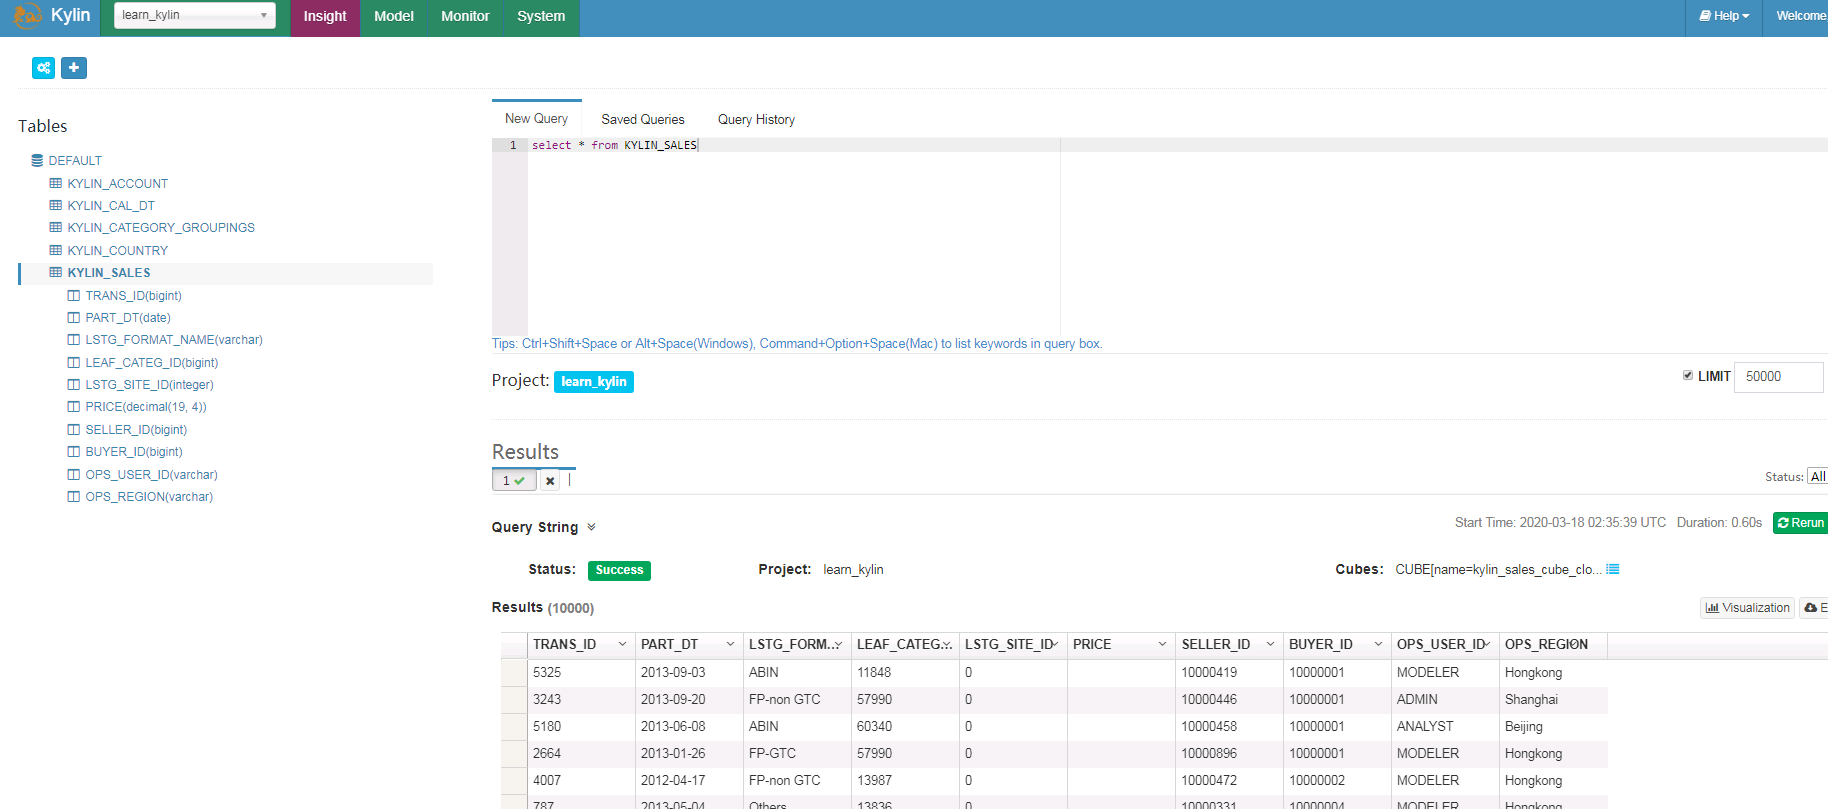 Kylin learn_kylin Insight Model Monitor System Help Welcome
Tables
DEFAULT
KYLIN_ACCOUNT
KYLIN_CAL_DT
KYLIN_CATEGORY_GROUPINGS
KYLIN_COUNTRY
KYLIN_SALES
TRANS_ID(bigint)
PART_DT(date)
LSTG_FORMAT_NAME(varchar)
LEAF_CATEG_ID(bigint)
LSTG_SITE_ID(integer)
PRICE(decimal(19, 4))
SELLER_ID(bigint)
BUYER_ID(bigint)
OPS_USER_ID(varchar)
OPS_REGION(varchar)
New Query Saved Queries Query History
1 select * from KYLIN_SALES
Tips: Ctrl+Shift+Space or Alt+Space(Windows), Command+Option+Space(Mac) to list keywords in query box.
Project: learn_kylin LIMIT 50000
Results
1 Status: All
Query String Start Time: 2020-03-18 02:35:39 UTC Duration: 0.60s Rerun
Status: Success Project: learn_kylin Cubes: CUBE[name=kylin_sales_cube_clo...
Results (10000) Visualization E
TRANS_ID PART_DT LSTG_FORM... LEAF_CATEG... LSTG_SITE_ID PRICE SELLER_ID BUYER_ID OPS_USER_ID OPS_REGION
5325 2013-09-03 ABIN 11848 0 10000419 10000001 MODELER Hongkong
3243 2013-09-20 FP-non GTC 57990 0 10000446 10000001 ADMIN Shanghai
5180 2013-06-08 ABIN 60340 0 10000458 10000001 ANALYST Beijing
2664 2013-01-26 FP-GTC 57990 0 10000896 10000001 MODELER Hongkong
4007 2012-04-17 FP-non GTC 13987 0 10000472 10000002 MODELER Hongkong
787 2013-05-04 Others 13836 0 10000331 10000004 MODELER Hongkong